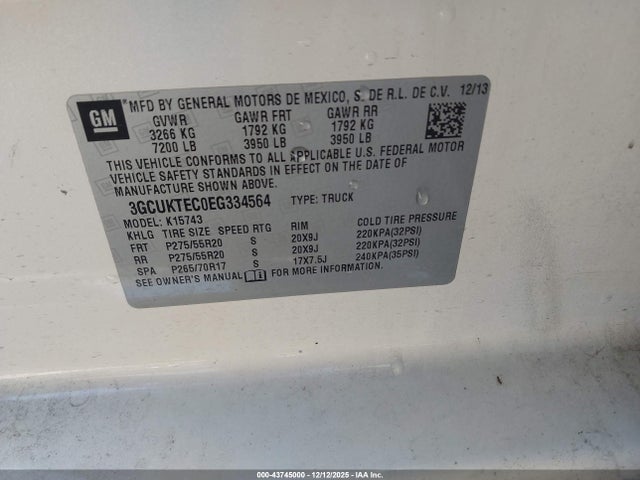 GM
*MFD BY GENERAL MOTORS DE MEXICO, S. DE R.L. DE C.V. 12/13
GVWR GAWR FRT GAWR RR
3266 KG 1792 KG 1792 KG
7200 LB 3950 LB 3950 LB
THIS VEHICLE CONFORMS TO ALL APPLICABLE U.S. FEDERAL MOTOR
VEHICLE SAFETY STANDARDS IN EFFECT ON THE DATE OF
MANUFACTURE SHOWN ABOVE.
3GCUKTEC0EG334564 TYPE: TRUCK
MODEL: K15743
KHLG TIRE SIZE SPEED RTG RIM COLD TIRE PRESSURE
FRT P275/55R20 S 20X9J 220KPA(32PSI)
RR P275/55R20 S 20X9J 220KPA(32PSI)
SPA P265/70R17 S 17X7.5J 240KPA(35PSI)
SEE OWNER'S MANUAL FOR MORE INFORMATION.
000-43745000 - 12/12/2025 - IAA Inc.